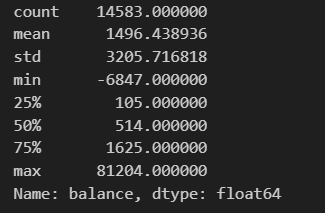 count    14583.000000
mean      1496.438936
std       3205.716818
min      -6847.000000
25%        105.000000
50%        514.000000
75%       1625.000000
max      81204.000000
Name: balance, dtype: float64